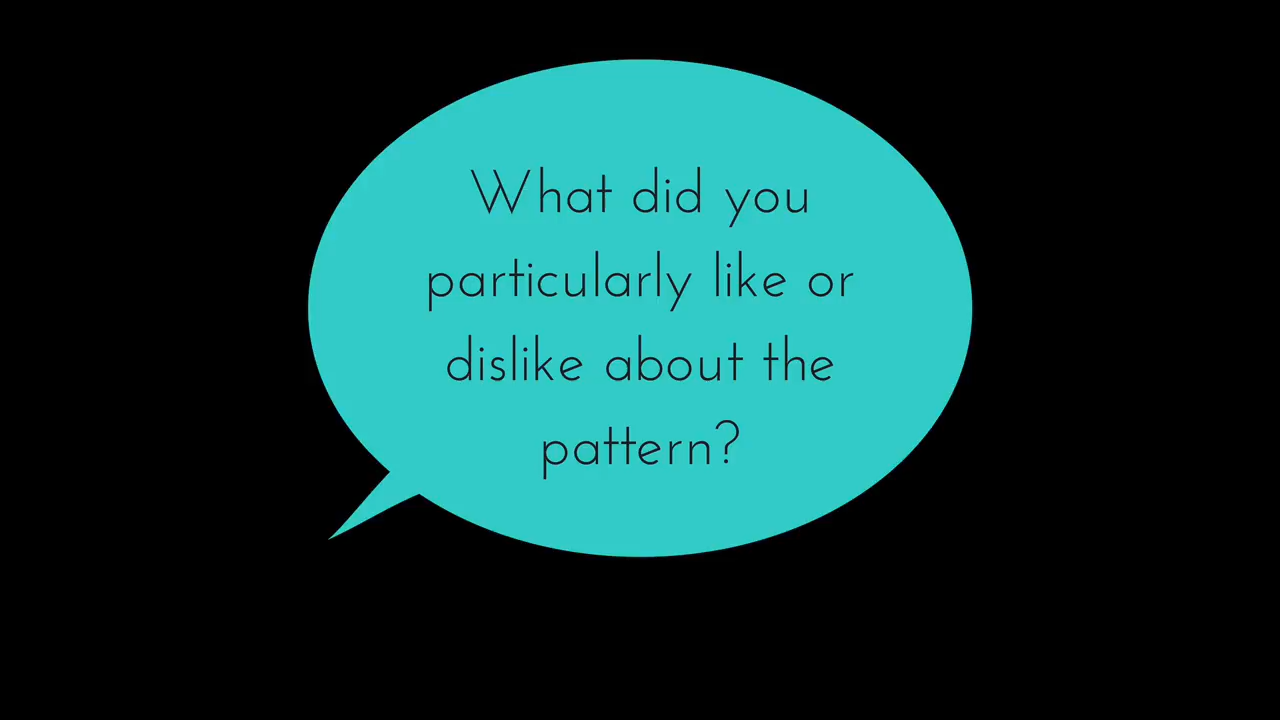 What did you
particularly like or
dislike about the
pattern?